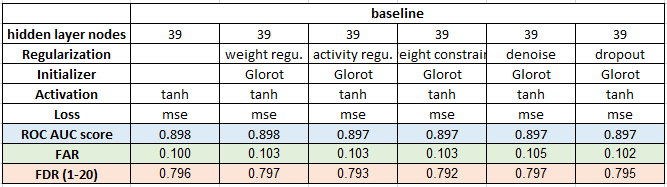 baseline
hidden layer nodes 39 39 39 39 39 39
Regularization weight regu. activity regu. eight constrain denoise dropout
Initializer Glorot Glorot Glorot Glorot Glorot
Activation tanh tanh tanh tanh tanh tanh
Loss mse mse mse mse mse mse
ROC AUC score 0.898 0.898 0.897 0.897 0.897 0.897
FAR 0.100 0.103 0.103 0.103 0.105 0.102
FDR (1-20) 0.796 0.797 0.793 0.792 0.797 0.795